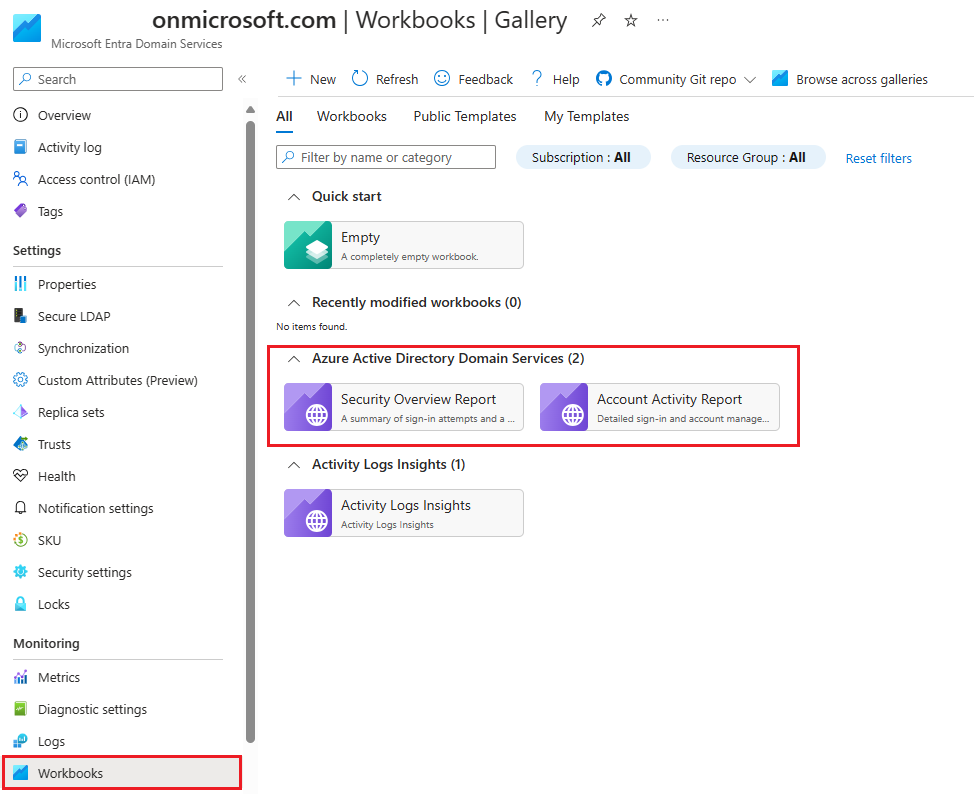 onmicrosoft.com | Workbooks | Gallery ...
Microsoft Entra Domain Services
Search
«
Overview
Activity log
Access control (IAM)
Tags
Settings
Properties
Secure LDAP
Synchronization
Custom Attributes (Preview)
Replica sets
Trusts
Health
Notification settings
SKU
Security settings
Locks
Monitoring
Metrics
Diagnostic settings
Logs
Workbooks
New Refresh Feedback ? Help Community Git repo Browse across galleries
All Workbooks Public Templates My Templates
Filter by name or category Subscription : All Resource Group : All Reset filters
Quick start
Empty
A completely empty workbook.
Recently modified workbooks (0)
No items found.
Azure Active Directory Domain Services (2)
Security Overview Report
A summary of sign-in attempts and a ...
Account Activity Report
Detailed sign-in and account manage...
Activity Logs Insights (1)
Activity Logs Insights
Activity Logs Insights